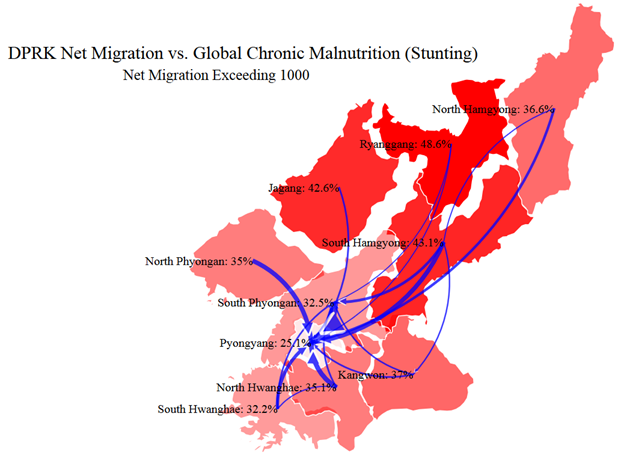 DPRK Net Migration vs. Global Chronic Malnutrition (Stunting)
Net Migration Exceeding 1000
North Hamgyong: 36.6%
Ryanggang: 48.6%
Jagang: 42.6%
South Hamgyong: 43.1%
North Phyongan: 35%
South Phyongan: 32.5%
Pyongyang: 25.1%
Kangwon: 37%
North Hwanghae: 35.1%
South Hwanghae: 32.2%